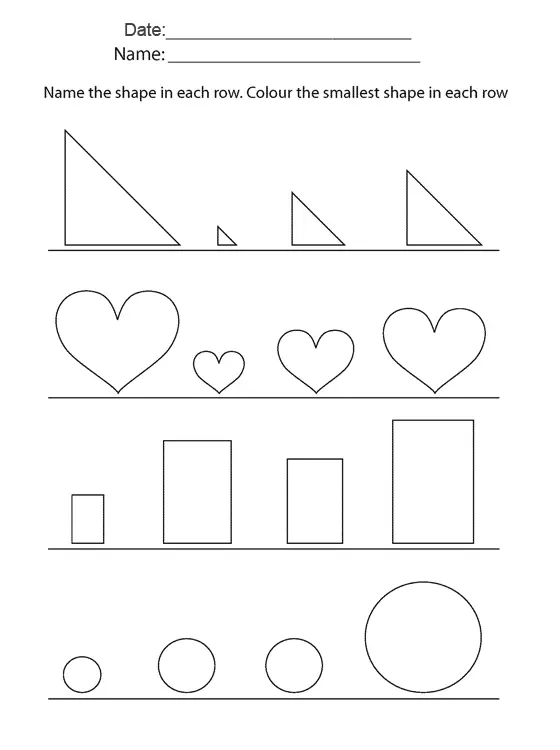 Date:
Name:
Name the shape in each row. Colour the smallest shape in each row